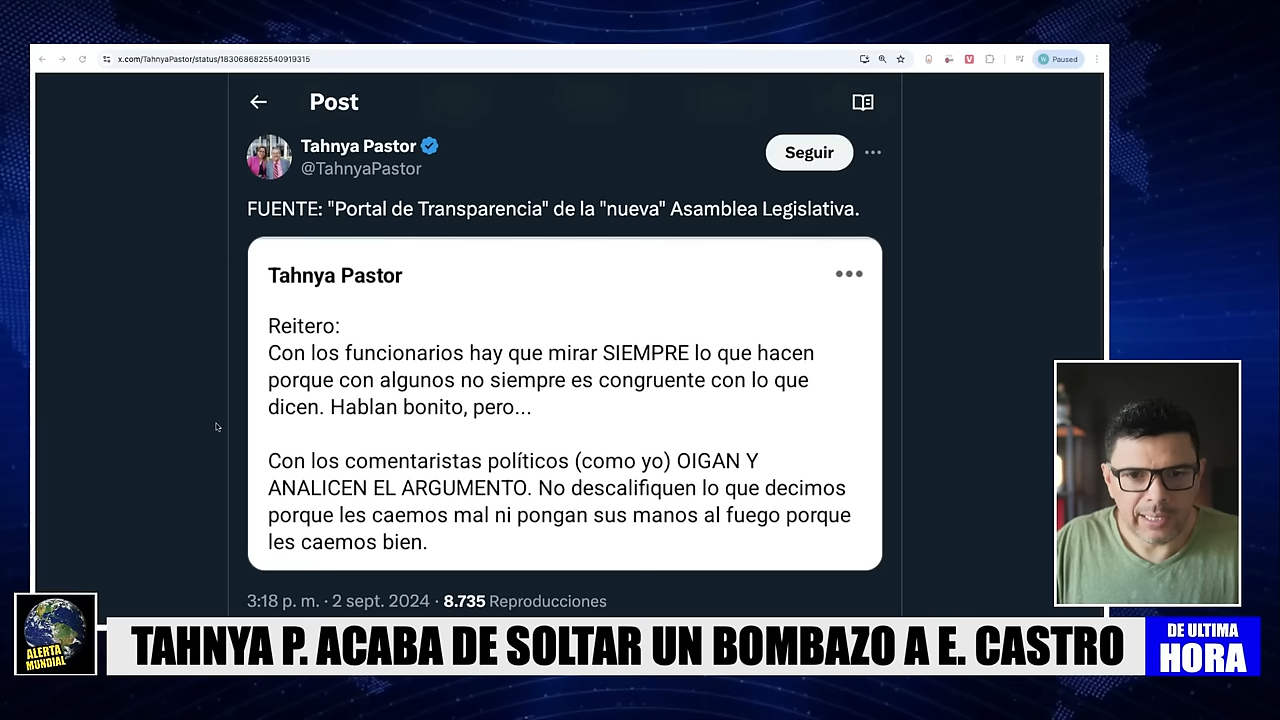 x.com/TahnyaPastor/status/1830686825540919315
Paused
Post
Tahnya Pastor
@TahnyaPastor
Seguir
FUENTE: "Portal de Transparencia" de la "nueva" Asamblea Legislativa.
Tahnya Pastor
Reitero:
Con los funcionarios hay que mirar SIEMPRE lo que hacen
porque con algunos no siempre es congruente con lo que
dicen. Hablan bonito, pero...
Con los comentaristas políticos (como yo) OIGAN Y
ANALICEN EL ARGUMENTO. No descalifiquen lo que decimos
porque les caemos mal ni pongan sus manos al fuego porque
les caemos bien.
3:18 p. m. · 2 sept. 2024 · 8.735 Reproducciones
ALERTA
MUNDIAL
TAHNYA P. ACABA DE SOLTAR UN BOMBAZO A E. CASTRO
DE ULTIMA
HORA